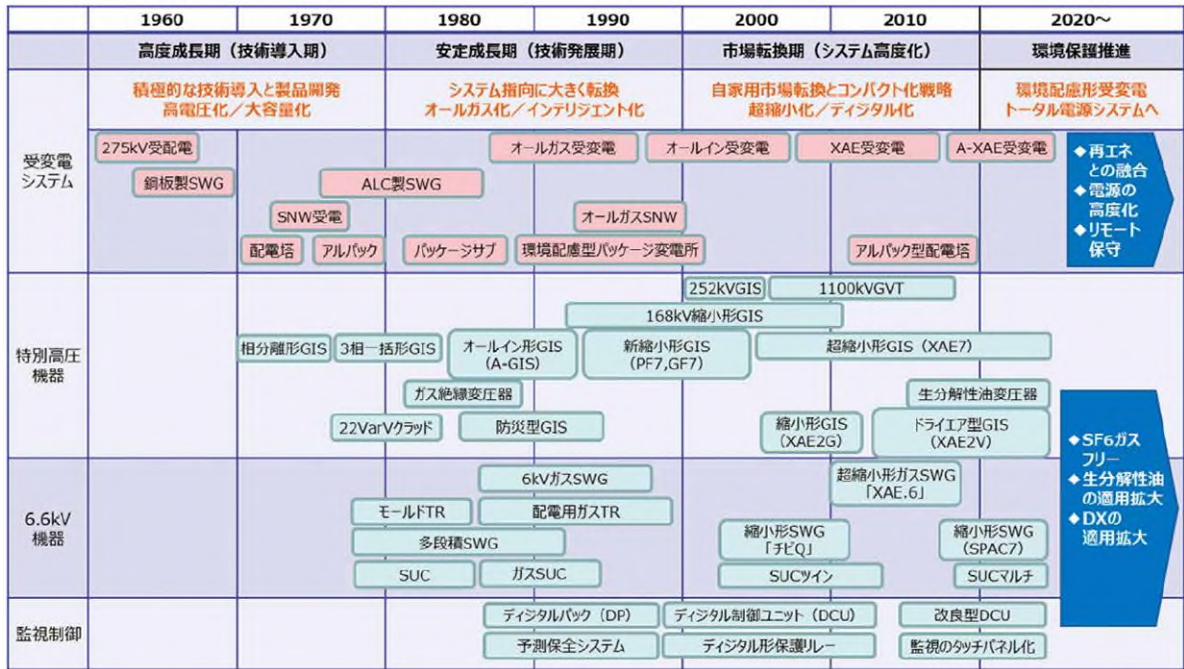 1960 1970 1980 1990 2000 2010 2020～
高度成長期（技術導入期） 安定成長期（技術発展期） 市場転換期（システム高度化） 環境保護推進
積極的な技術導入と製品開発
高電圧化／大容量化
システム指向に大きく転換
オールガス化／インテリジェント化
自家用市場転換とコンパクト化戦略
超縮小化／ディジタル化
環境配慮形受変電
トータル電源システムへ
受変電
システム
275kV受配電 オールガス受変電 オールイン受変電 XAE受変電 A-XAE受変電
鋼板製SWG ALC製SWG
SNW受電 オールガスSNW
配電塔 アルパック パッケージサブ 環境配慮型パッケージ変電所 アルパック型配電塔
◆再エネ
との融合
◆電源の
高度化
◆リモート
保守
特別高圧
機器
252kVGIS 1100kVGVT
168kV縮小形GIS
相分離形GIS 3相一括形GIS
オールイン形GIS
(A-GIS)
新縮小形GIS
(PF7,GF7)
超縮小形GIS（XAE7）
ガス絶縁変圧器 生分解性油変圧器
22VarVクラッド 防災型GIS
縮小形GIS
(XAE2G)
ドライエア型GIS
(XAE2V)
6.6kV
機器
6kVガスSWG
超縮小形ガスSWG
「XAE.6」
モールドTR 配電用ガスTR
多段積SWG
縮小形SWG
「チビQ」
縮小形SWG
(SPAC7)
SUC ガスSUC SUCツイン SUCマルチ
◆SF6ガス
フリー
◆生分解性油
の適用拡大
◆DXの
適用拡大
監視制御
ディジタルパック（DP） ディジタル制御ユニット（DCU） 改良型DCU
予測保全システム ディジタル形保護リレー 監視のタッチパネル化